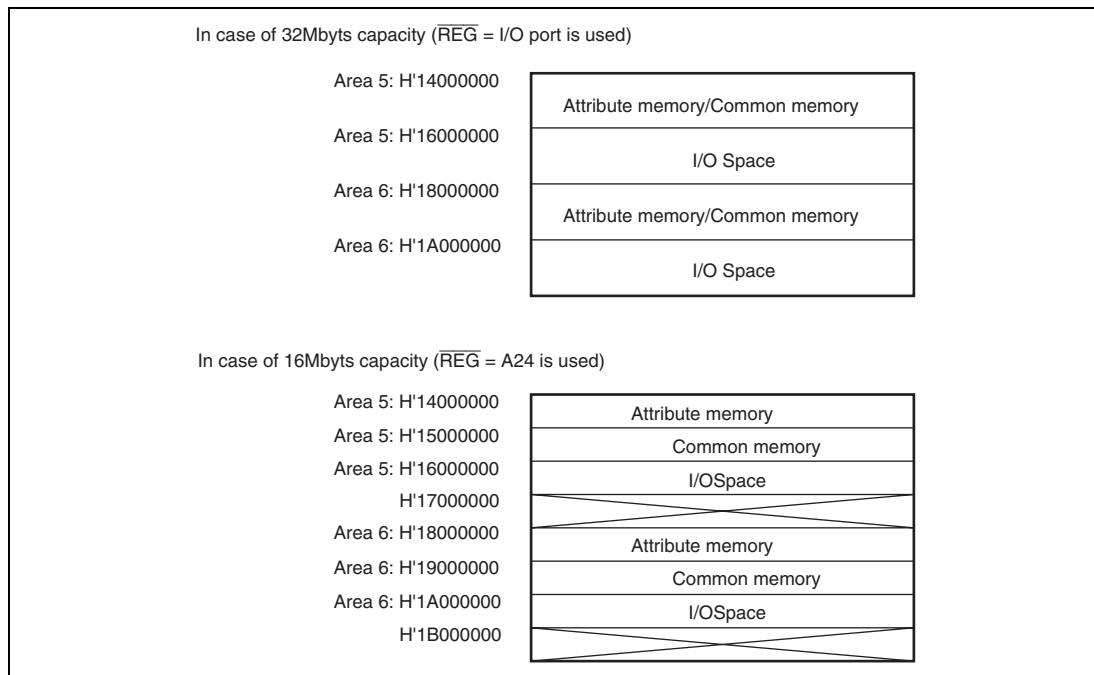 In case of 32Mbyts capacity (R̅E̅G̅ = I/O port is used)
Area 5: H'14000000
Attribute memory/Common memory
Area 5: H'16000000
I/O Space
Area 6: H'18000000
Attribute memory/Common memory
Area 6: H'1A000000
I/O Space
In case of 16Mbyts capacity (R̅E̅G̅ = A24 is used)
Area 5: H'14000000
Attribute memory
Area 5: H'15000000
Common memory
Area 5: H'16000000
I/OSpace
H'17000000
Area 6: H'18000000
Attribute memory
Area 6: H'19000000
Common memory
Area 6: H'1A000000
I/OSpace
H'1B000000